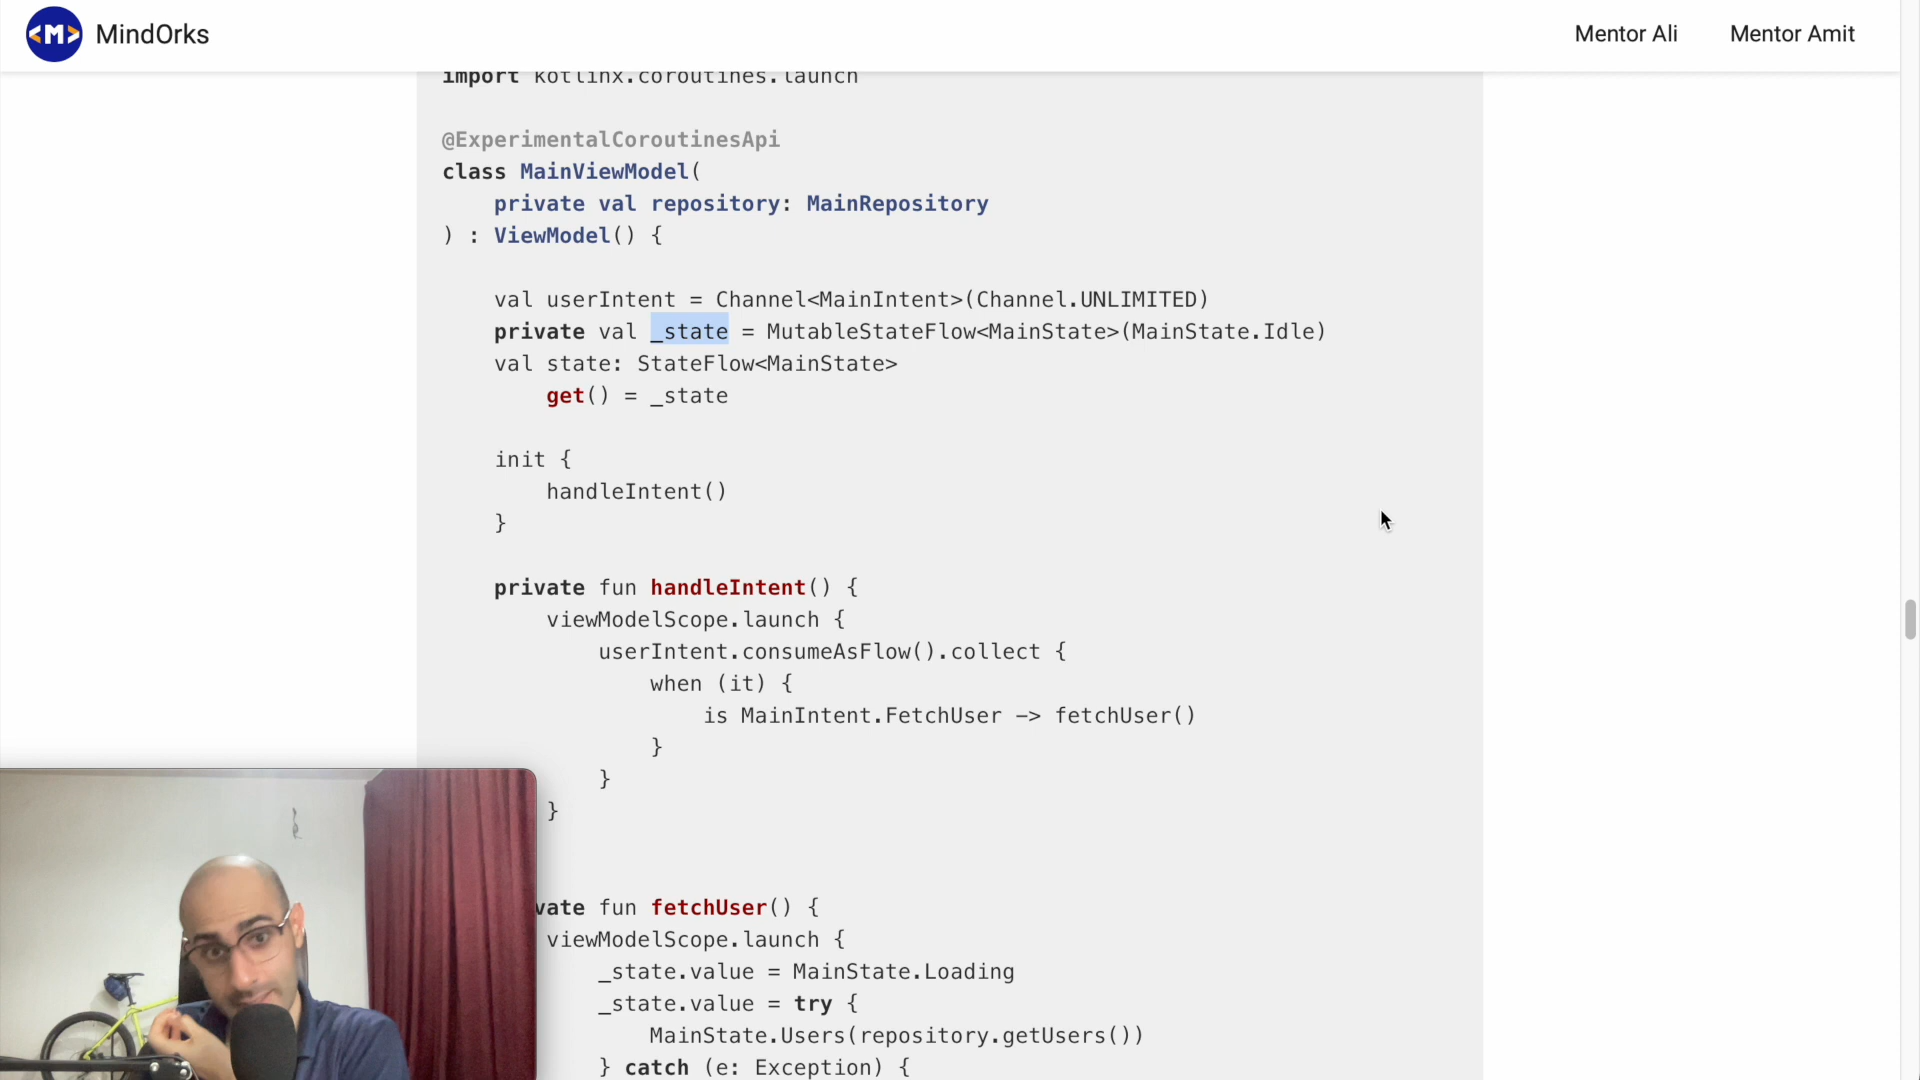 <M> MindOrks
Mentor Ali Mentor Amit
import kotlinx.coroutines.launch
@ExperimentalCoroutinesApi
class MainViewModel(
    private val repository: MainRepository
) : ViewModel() {
    val userIntent = Channel<MainIntent>(Channel.UNLIMITED)
    private val _state = MutableStateFlow<MainState>(MainState.Idle)
    val state: StateFlow<MainState>
        get() = _state
    init {
        handleIntent()
    }
    private fun handleIntent() {
        viewModelScope.launch {
            userIntent.consumeAsFlow().collect {
                when (it) {
                    is MainIntent.FetchUser -> fetchUser()
                }
            }
        }
vate fun fetchUser() {
        viewModelScope.launch {
            _state.value = MainState.Loading
            _state.value = try {
                MainState.Users(repository.getUsers())
            } catch (e: Exception) {